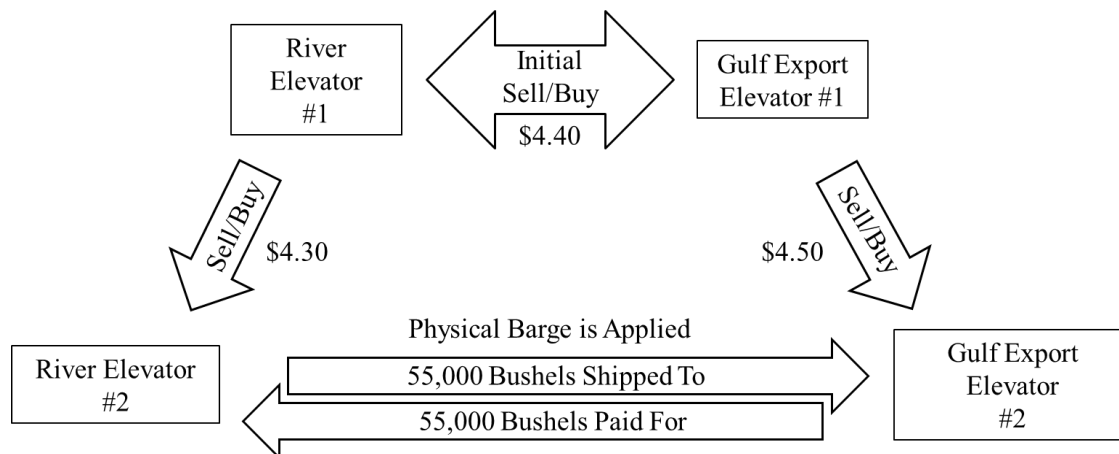 River
Elevator
#1
Initial
Sell/Buy
$4.40
Gulf Export
Elevator #1
Sell/Buy
$4.30
$4.50
Sell/Buy
Physical Barge is Applied
River Elevator
#2
55,000 Bushels Shipped To
55,000 Bushels Paid For
Gulf Export
Elevator
#2